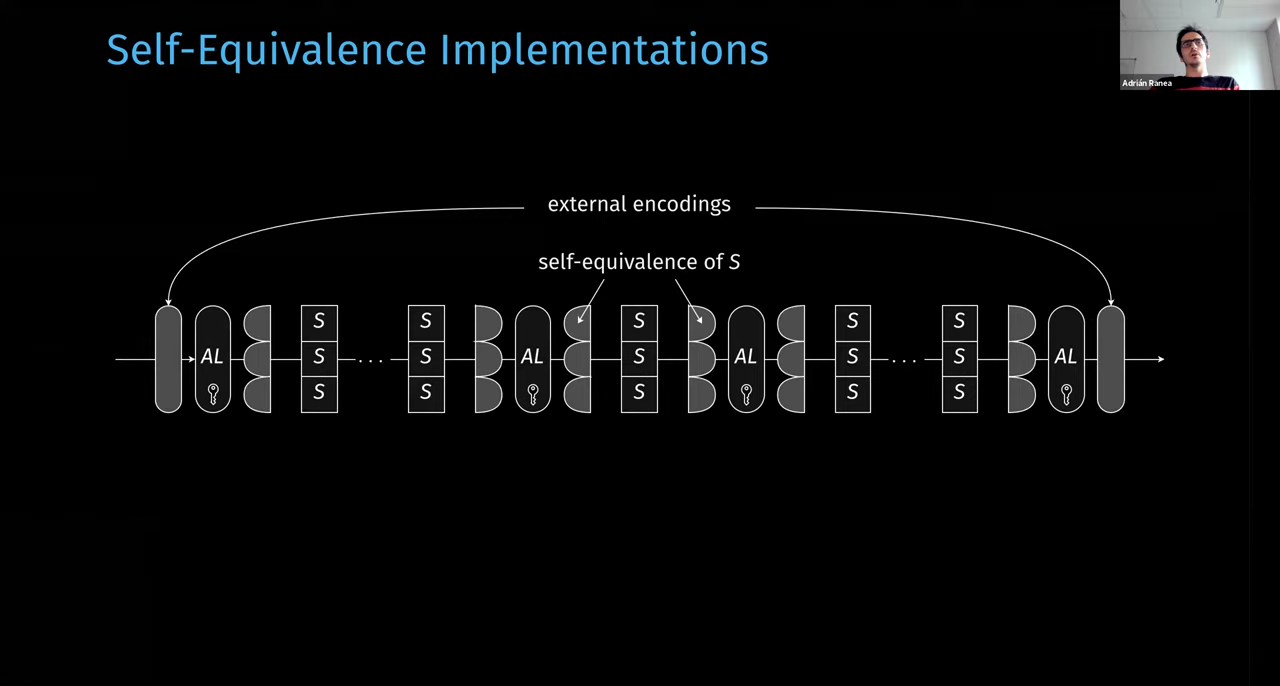 Self-Equivalence Implementations
Adrián Ranea
external encodings
self-equivalence of S
S S S S S
AL S S AL S AL S S AL
S S S S S
...
...